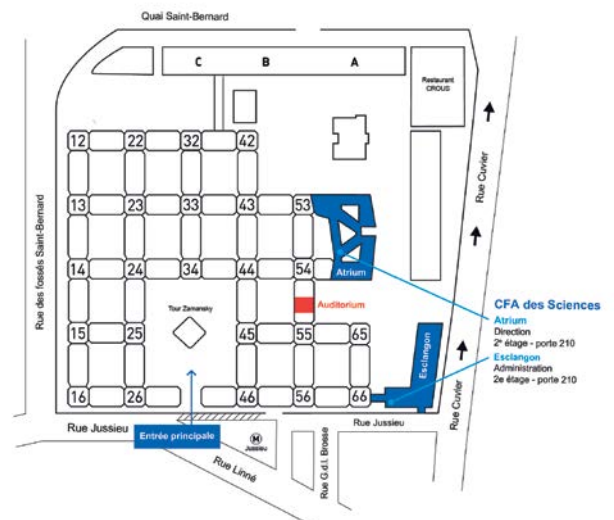 Quai Saint-Bernard
C B A
Restaurant
CROUS
Rue des fossés Saint-Bernard
Rue Cuvier
12 22 32 42
13 23 33 43 53
14 24 34 44 54
Atrium
Tour Zamansky
Auditorium
CFA des Sciences
Atrium
Direction
2e étage - porte 210
Esclangon
Administration
2e étage - porte 210
15 25 45 55 65
Esclangon
16 26 46 56 66
Rue Cuvier
Rue Jussieu
Entrée principale
M
Jussieu
Rue Linné
Rue G.d.l. Brosse
Rue Jussieu